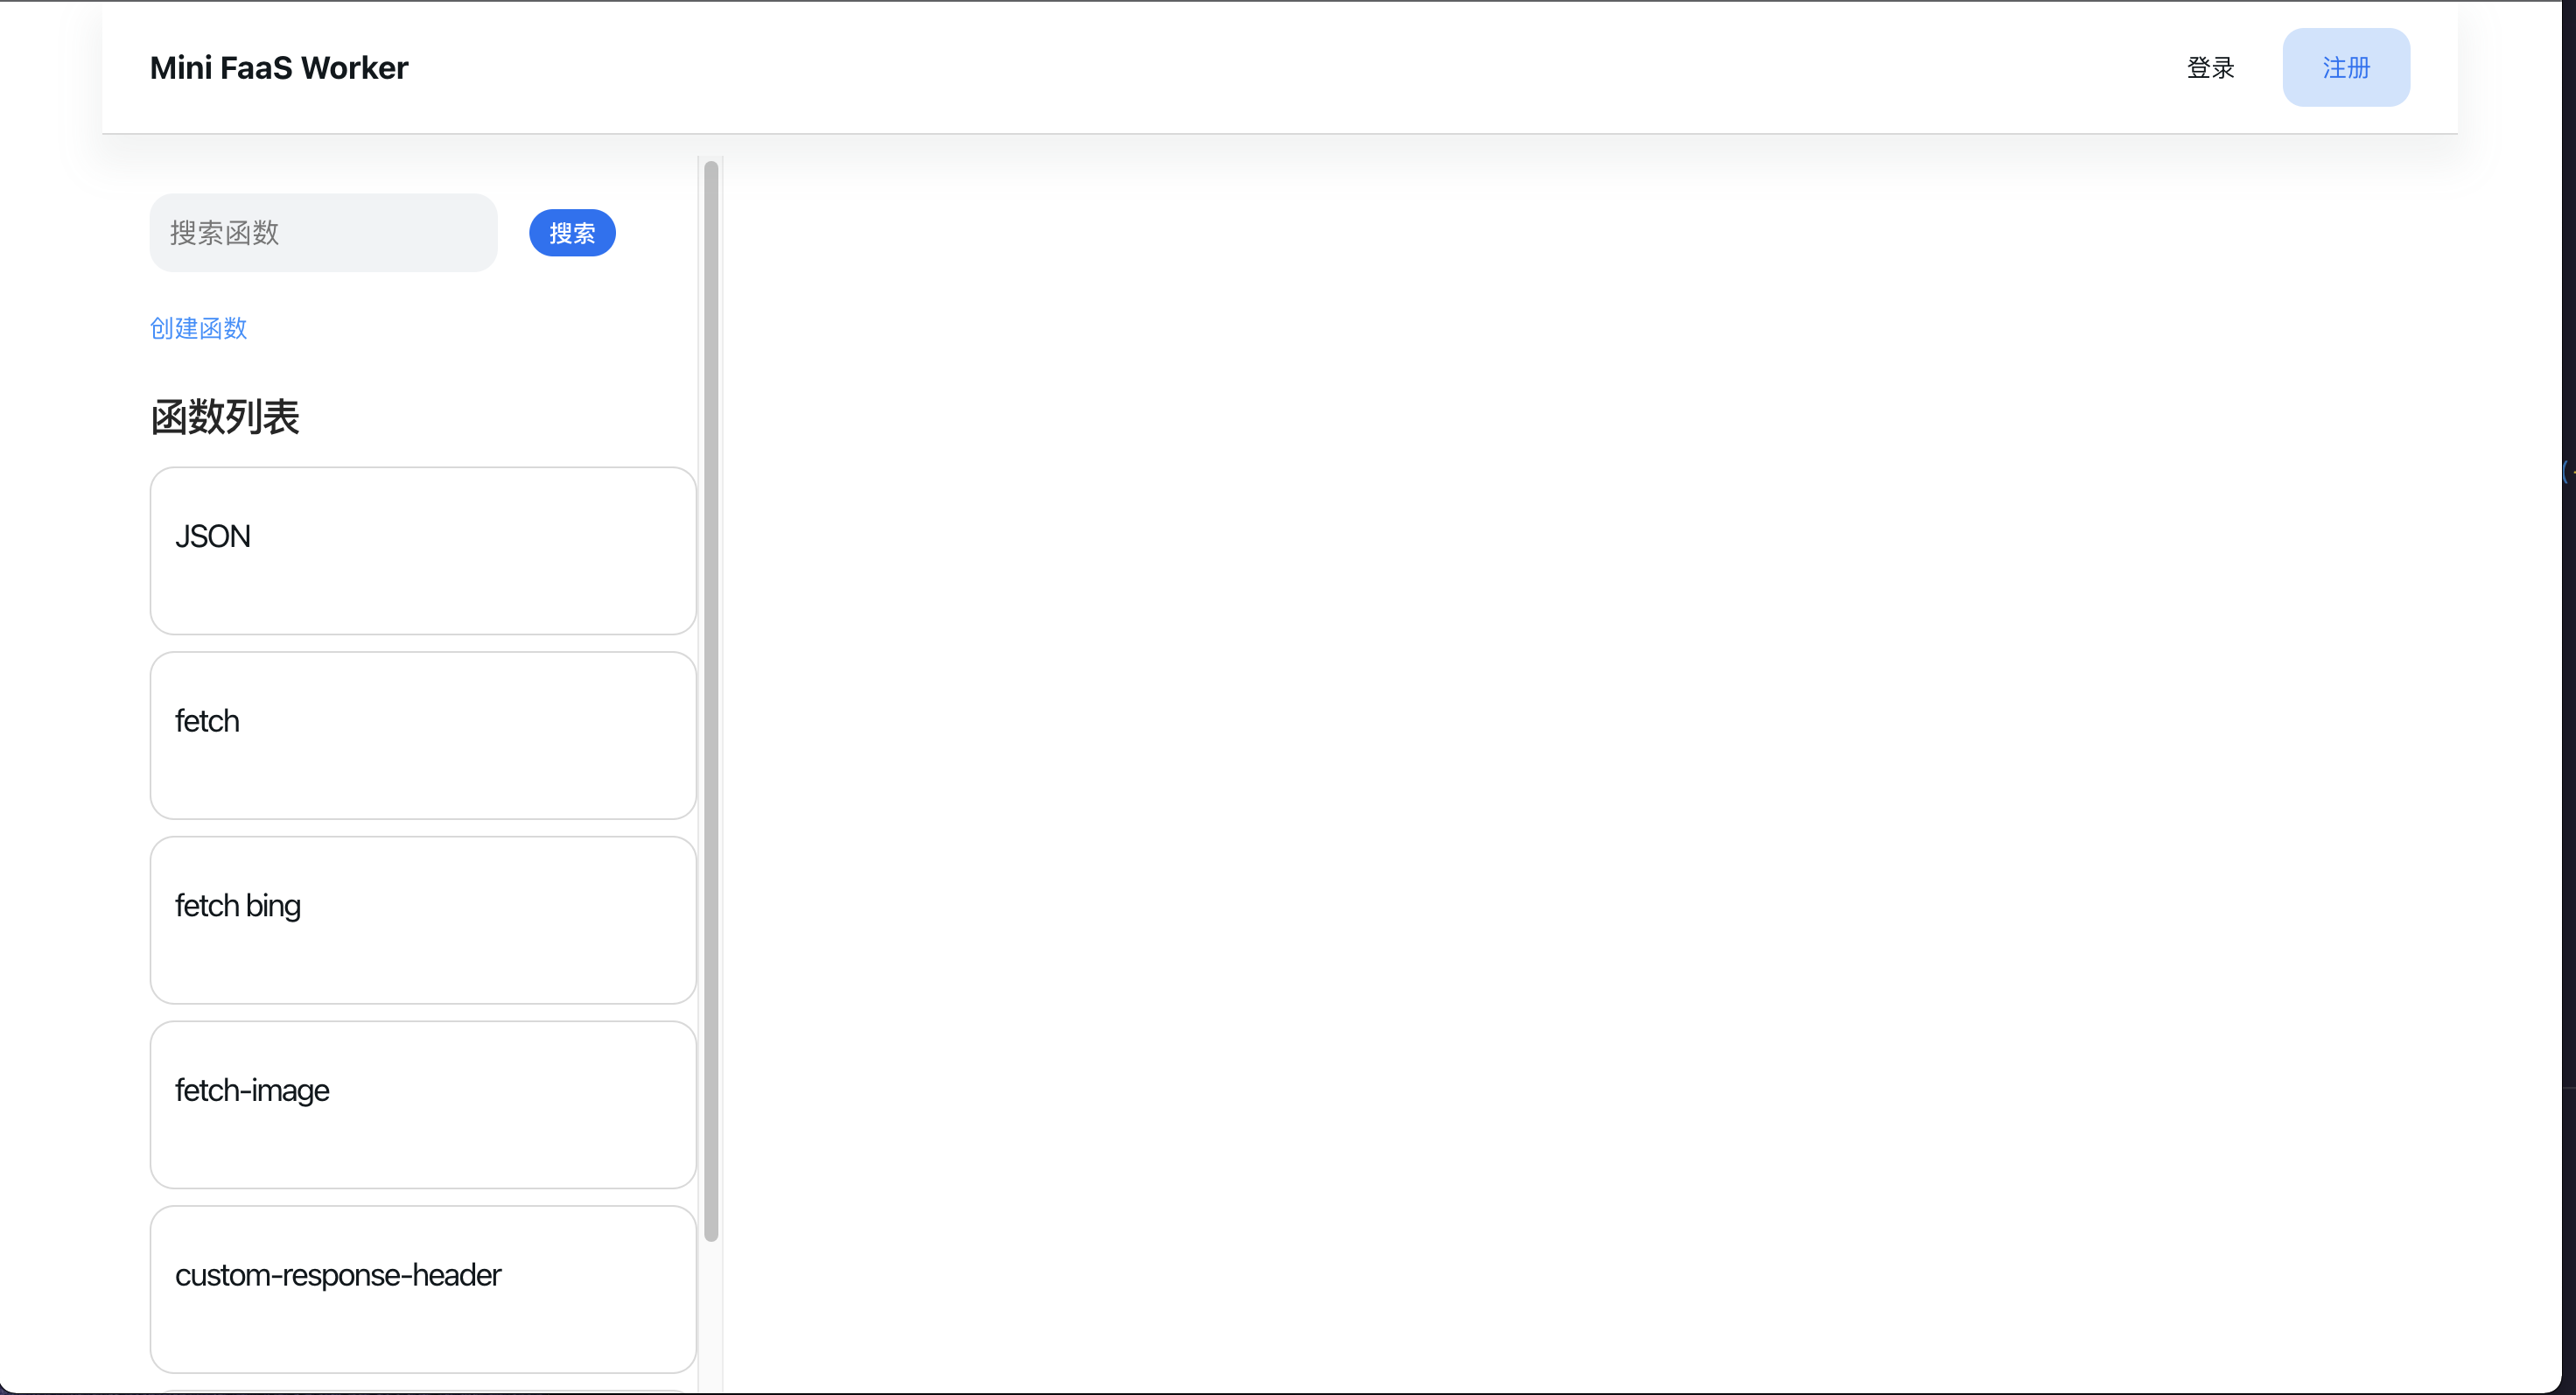 Mini FaaS Worker
登录 注册
搜索函数 搜索
创建函数
函数列表
JSON
fetch
fetch bing
fetch-image
custom-response-header